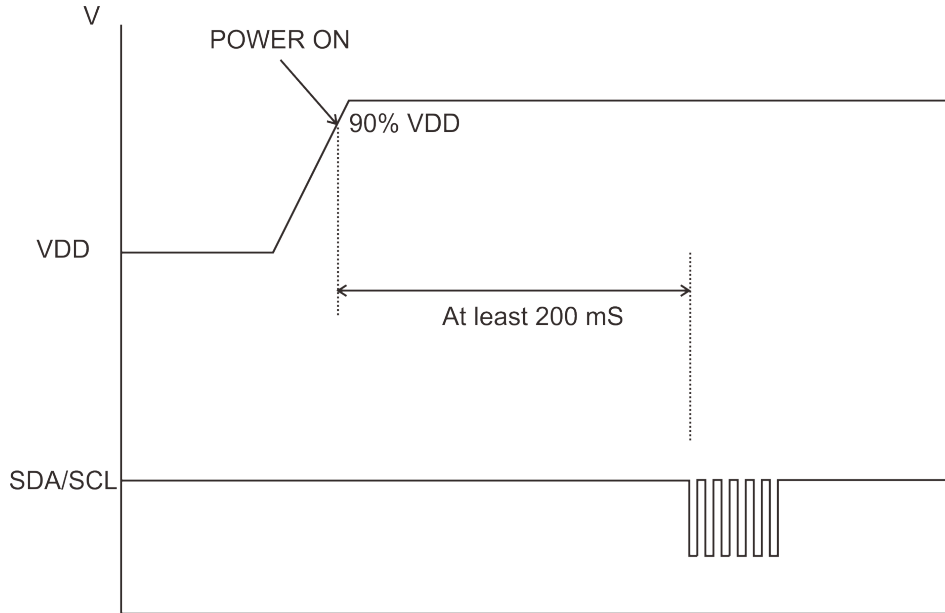 V
POWER ON
90% VDD
VDD
At least 200 mS
SDA/SCL